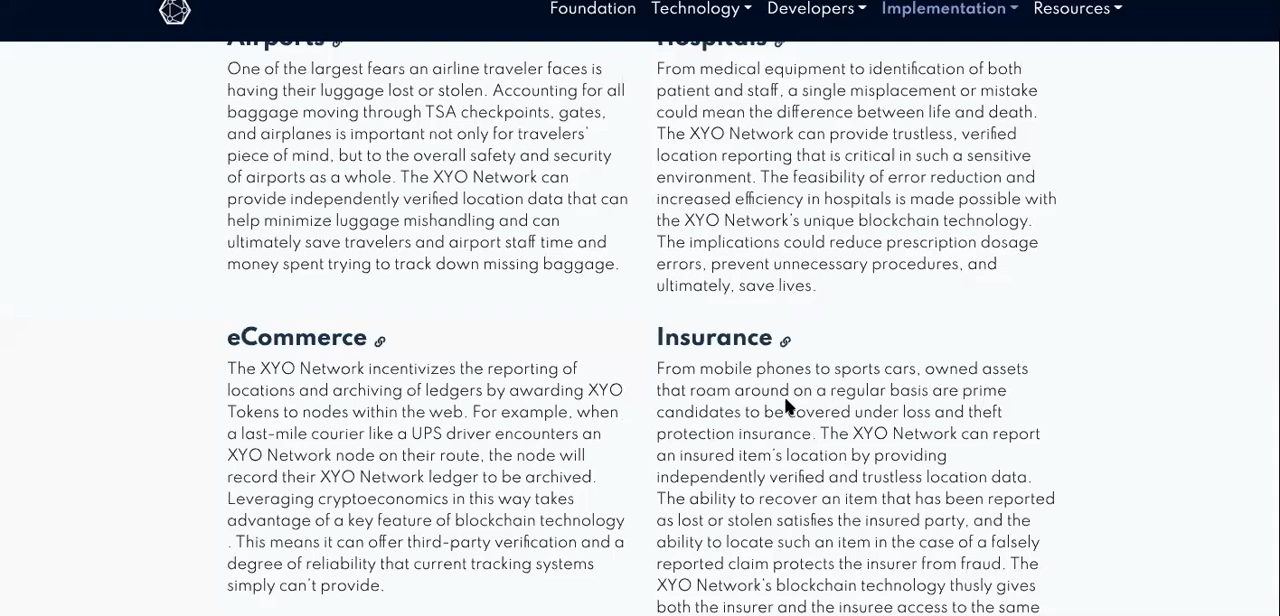 Foundation Technology Developers Implementation Resources
Airports
One of the largest fears an airline traveler faces is
having their luggage lost or stolen. Accounting for all
baggage moving through TSA checkpoints, gates,
and airplanes is important not only for travelers'
piece of mind, but to the overall safety and security
of airports as a whole. The XYO Network can
provide independently verified location data that can
help minimize luggage mishandling and can
ultimately save travelers and airport staff time and
money spent trying to track down missing baggage.
Hospitals
From medical equipment to identification of both
patient and staff, a single misplacement or mistake
could mean the difference between life and death.
The XYO Network can provide trustless, verified
location reporting that is critical in such a sensitive
environment. The feasibility of error reduction and
increased efficiency in hospitals is made possible with
the XYO Network's unique blockchain technology.
The implications could reduce prescription dosage
errors, prevent unnecessary procedures, and
ultimately, save lives.
eCommerce
The XYO Network incentivizes the reporting of
locations and archiving of ledgers by awarding XYO
Tokens to nodes within the web. For example, when
a last-mile courier like a UPS driver encounters an
XYO Network node on their route, the node will
record their XYO Network ledger to be archived.
Leveraging cryptoeconomics in this way takes
advantage of a key feature of blockchain technology
. This means it can offer third-party verification and a
degree of reliability that current tracking systems
simply can't provide.
Insurance
From mobile phones to sports cars, owned assets
that roam around on a regular basis are prime
candidates to be covered under loss and theft
protection insurance. The XYO Network can report
an insured item's location by providing
independently verified and trustless location data.
The ability to recover an item that has been reported
as lost or stolen satisfies the insured party, and the
ability to locate such an item in the case of a falsely
reported claim protects the insurer from fraud. The
XYO Network's blockchain technology thusly gives
both the insurer and the insuree access to the same